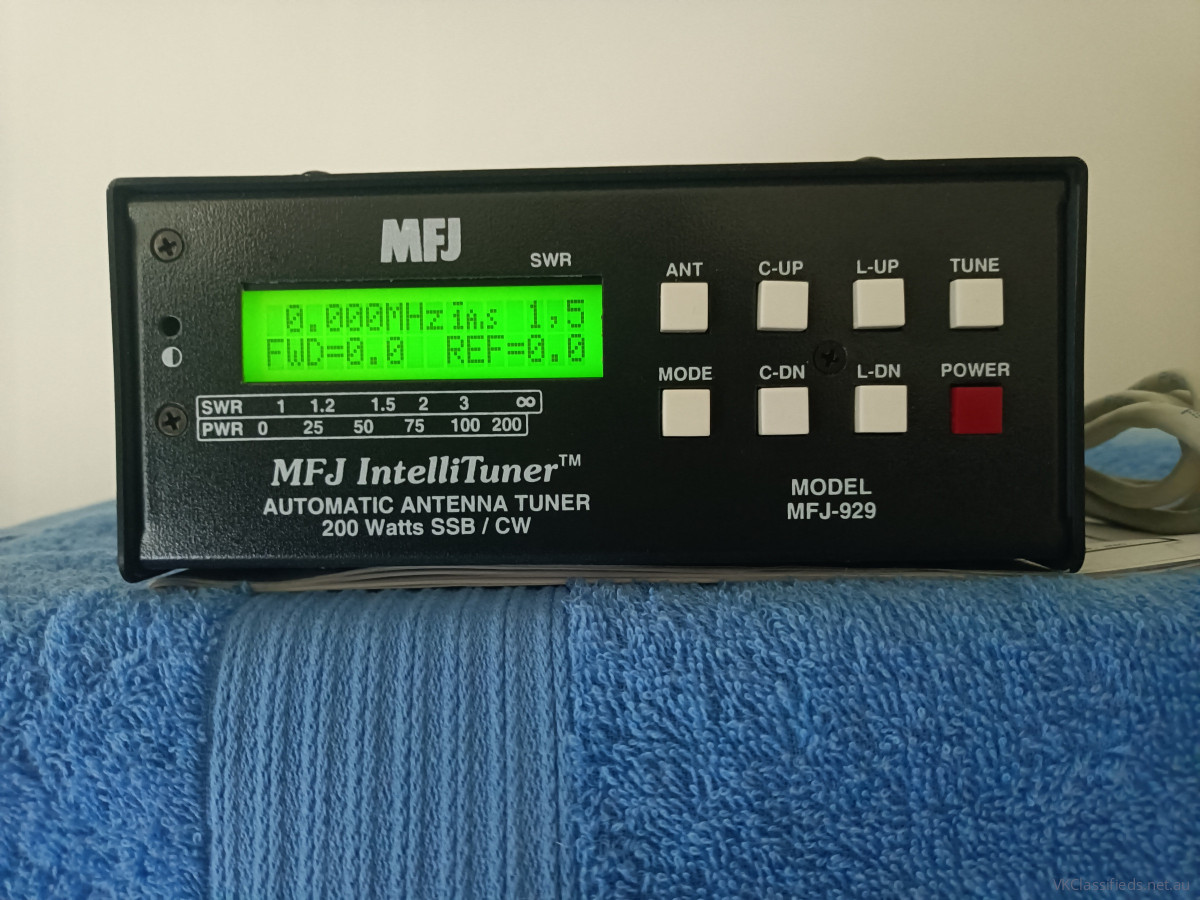 MFJ
SWR
0.000MHz 1A.S 1,5
FWD=0.0 REF=0.0
SWR 1 1.2 1.5 2 3 ∞
PWR 0 25 50 75 100 200
MFJ IntelliTuner™
AUTOMATIC ANTENNA TUNER
200 Watts SSB / CW
ANT C-UP L-UP TUNE
MODE C-DN L-DN POWER
MODEL
MFJ-929
VKClassifieds.net.au